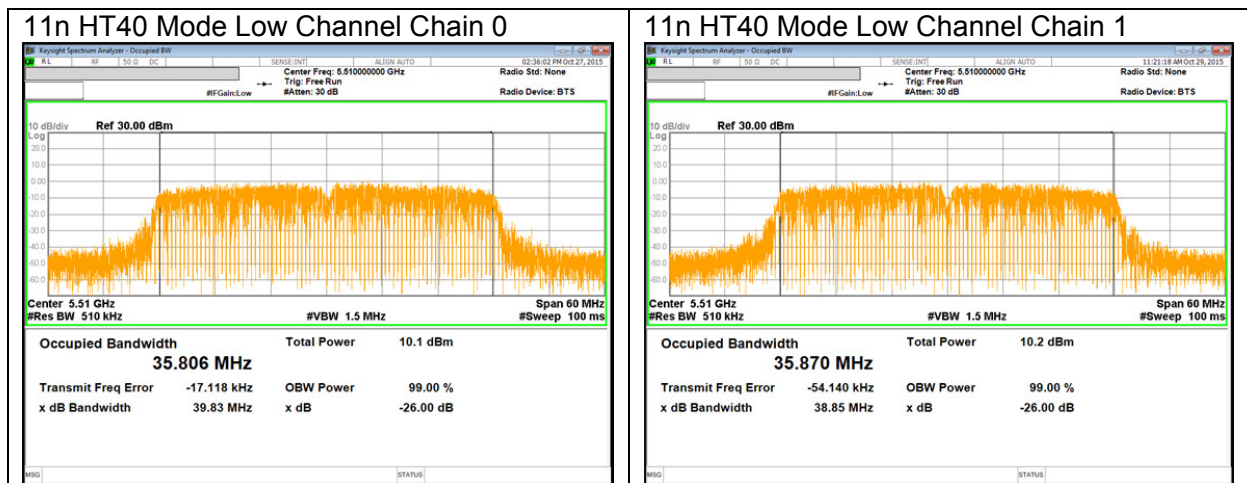 11n HT40 Mode Low Channel Chain 0
Keysight Spectrum Analyzer - Occupied BW
RL RF 50 Ω DC SENSE:INT ALIGN AUTO 02:36:02 PM Oct 27, 2015
Center Freq: 5.510000000 GHz Radio Std: None
Trig: Free Run
#IFGain:Low #Atten: 30 dB Radio Device: BTS
10 dB/div Ref 30.00 dBm
Log
20.0
10.0
0.00
-10.0
-20.0
-30.0
-40.0
-50.0
-60.0
Center 5.51 GHz Span 60 MHz
#Res BW 510 kHz #VBW 1.5 MHz #Sweep 100 ms
Occupied Bandwidth Total Power 10.1 dBm
35.806 MHz
Transmit Freq Error -17.118 kHz OBW Power 99.00 %
x dB Bandwidth 39.83 MHz x dB -26.00 dB
MSG STATUS
11n HT40 Mode Low Channel Chain 1
Keysight Spectrum Analyzer - Occupied BW
RL RF 50 Ω DC SENSE:INT ALIGN AUTO 11:21:18 AM Oct 29, 2015
Center Freq: 5.510000000 GHz Radio Std: None
Trig: Free Run
#IFGain:Low #Atten: 30 dB Radio Device: BTS
10 dB/div Ref 30.00 dBm
Log
20.0
10.0
0.00
-10.0
-20.0
-30.0
-40.0
-50.0
-60.0
Center 5.51 GHz Span 60 MHz
#Res BW 510 kHz #VBW 1.5 MHz #Sweep 100 ms
Occupied Bandwidth Total Power 10.2 dBm
35.870 MHz
Transmit Freq Error -54.140 kHz OBW Power 99.00 %
x dB Bandwidth 38.85 MHz x dB -26.00 dB
MSG STATUS